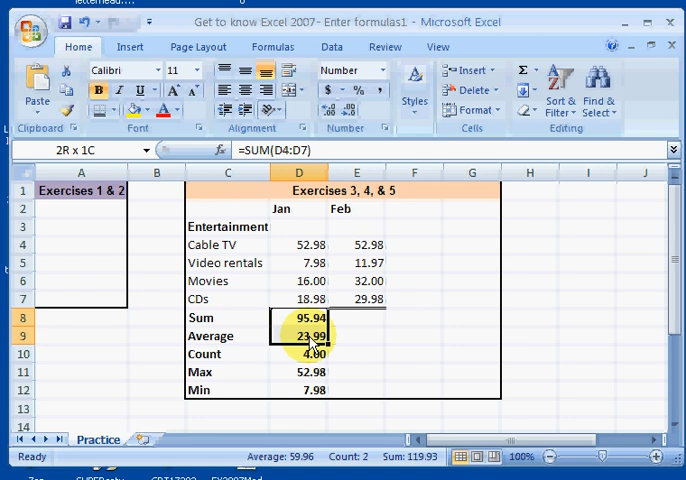 letterhead....
Get to know Excel 2007- Enter formulas1 - Microsoft Excel
Home Insert Page Layout Formulas Data Review View
Calibri 11 Number Insert Σ
Paste B I U A A $ % , Styles Delete Sort & Filter Find & Select
A Format
Clipboard Font Alignment Number Cells Editing
2R x 1C fx =SUM(D4:D7)
A B C D E F G H I J
1 Exercises 1 & 2 Exercises 3, 4, & 5
2 Jan Feb
3 Entertainment
4 Cable TV 52.98 52.98
5 Video rentals 7.98 11.97
6 Movies 16.00 32.00
7 CDs 18.98 29.98
8 Sum 95.94
9 Average 23.99
10 Count 4.00
11 Max 52.98
12 Min 7.98
13
14
Practice
Ready Average: 59.96 Count: 2 Sum: 119.93 100%